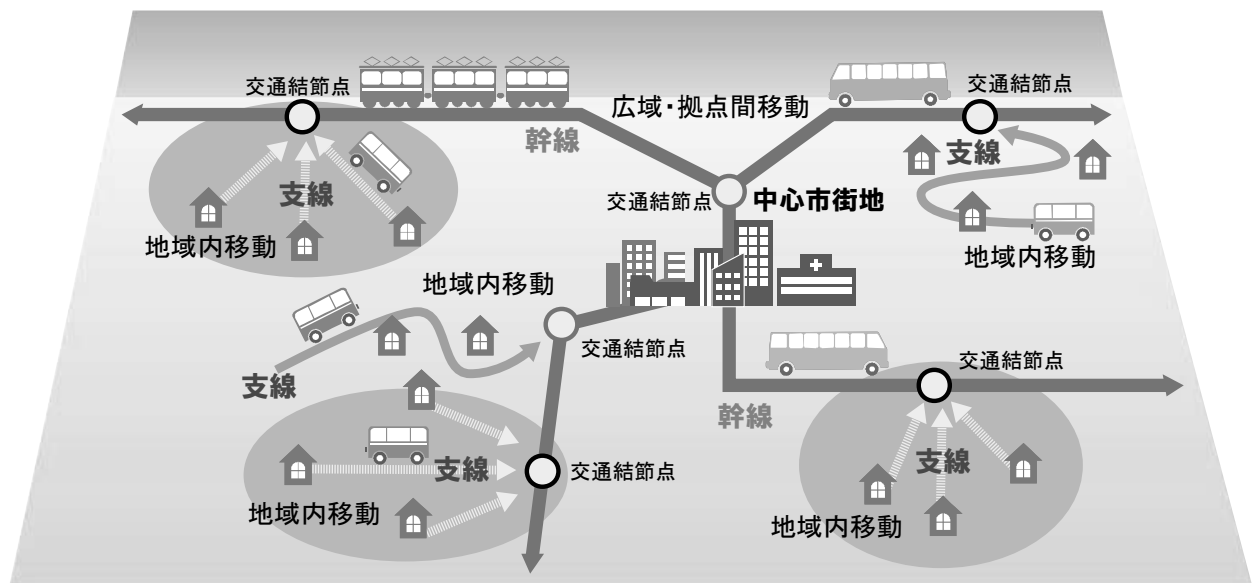 交通結節点
交通結節点
広域・拠点間移動
幹線
支線
支線
交通結節点
中心市街地
地域内移動
地域内移動
地域内移動
交通結節点
交通結節点
支線
幹線
支線
支線
交通結節点
地域内移動
地域内移動